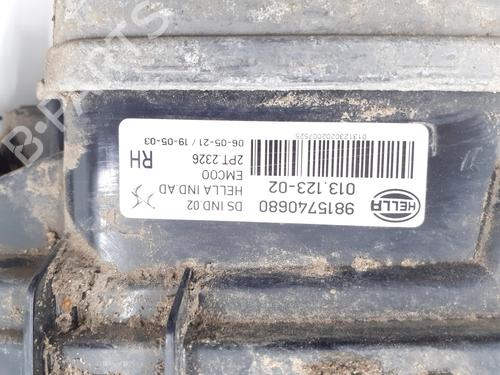 HELLA
9815740680
013.123-02
DS IND 02
HELLA IND AD
EMCOO
2PT.2326 RH
06-05-21 / 19-05-03
B-PARTS